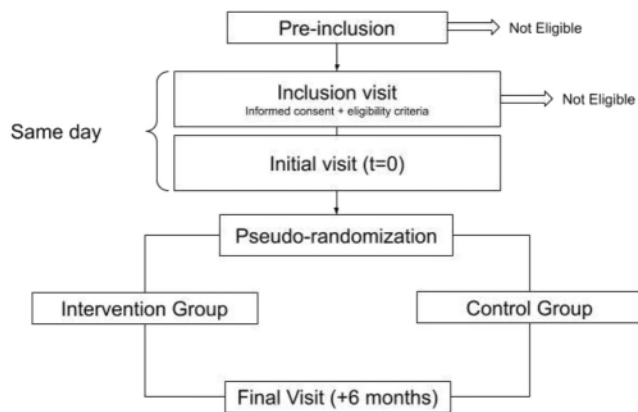 Pre-inclusion
Not Eligible
Inclusion visit
Informed consent + eligibility criteria
Not Eligible
Same day
Initial visit (t=0)
Pseudo-randomization
Intervention Group
Control Group
Final Visit (+6 months)